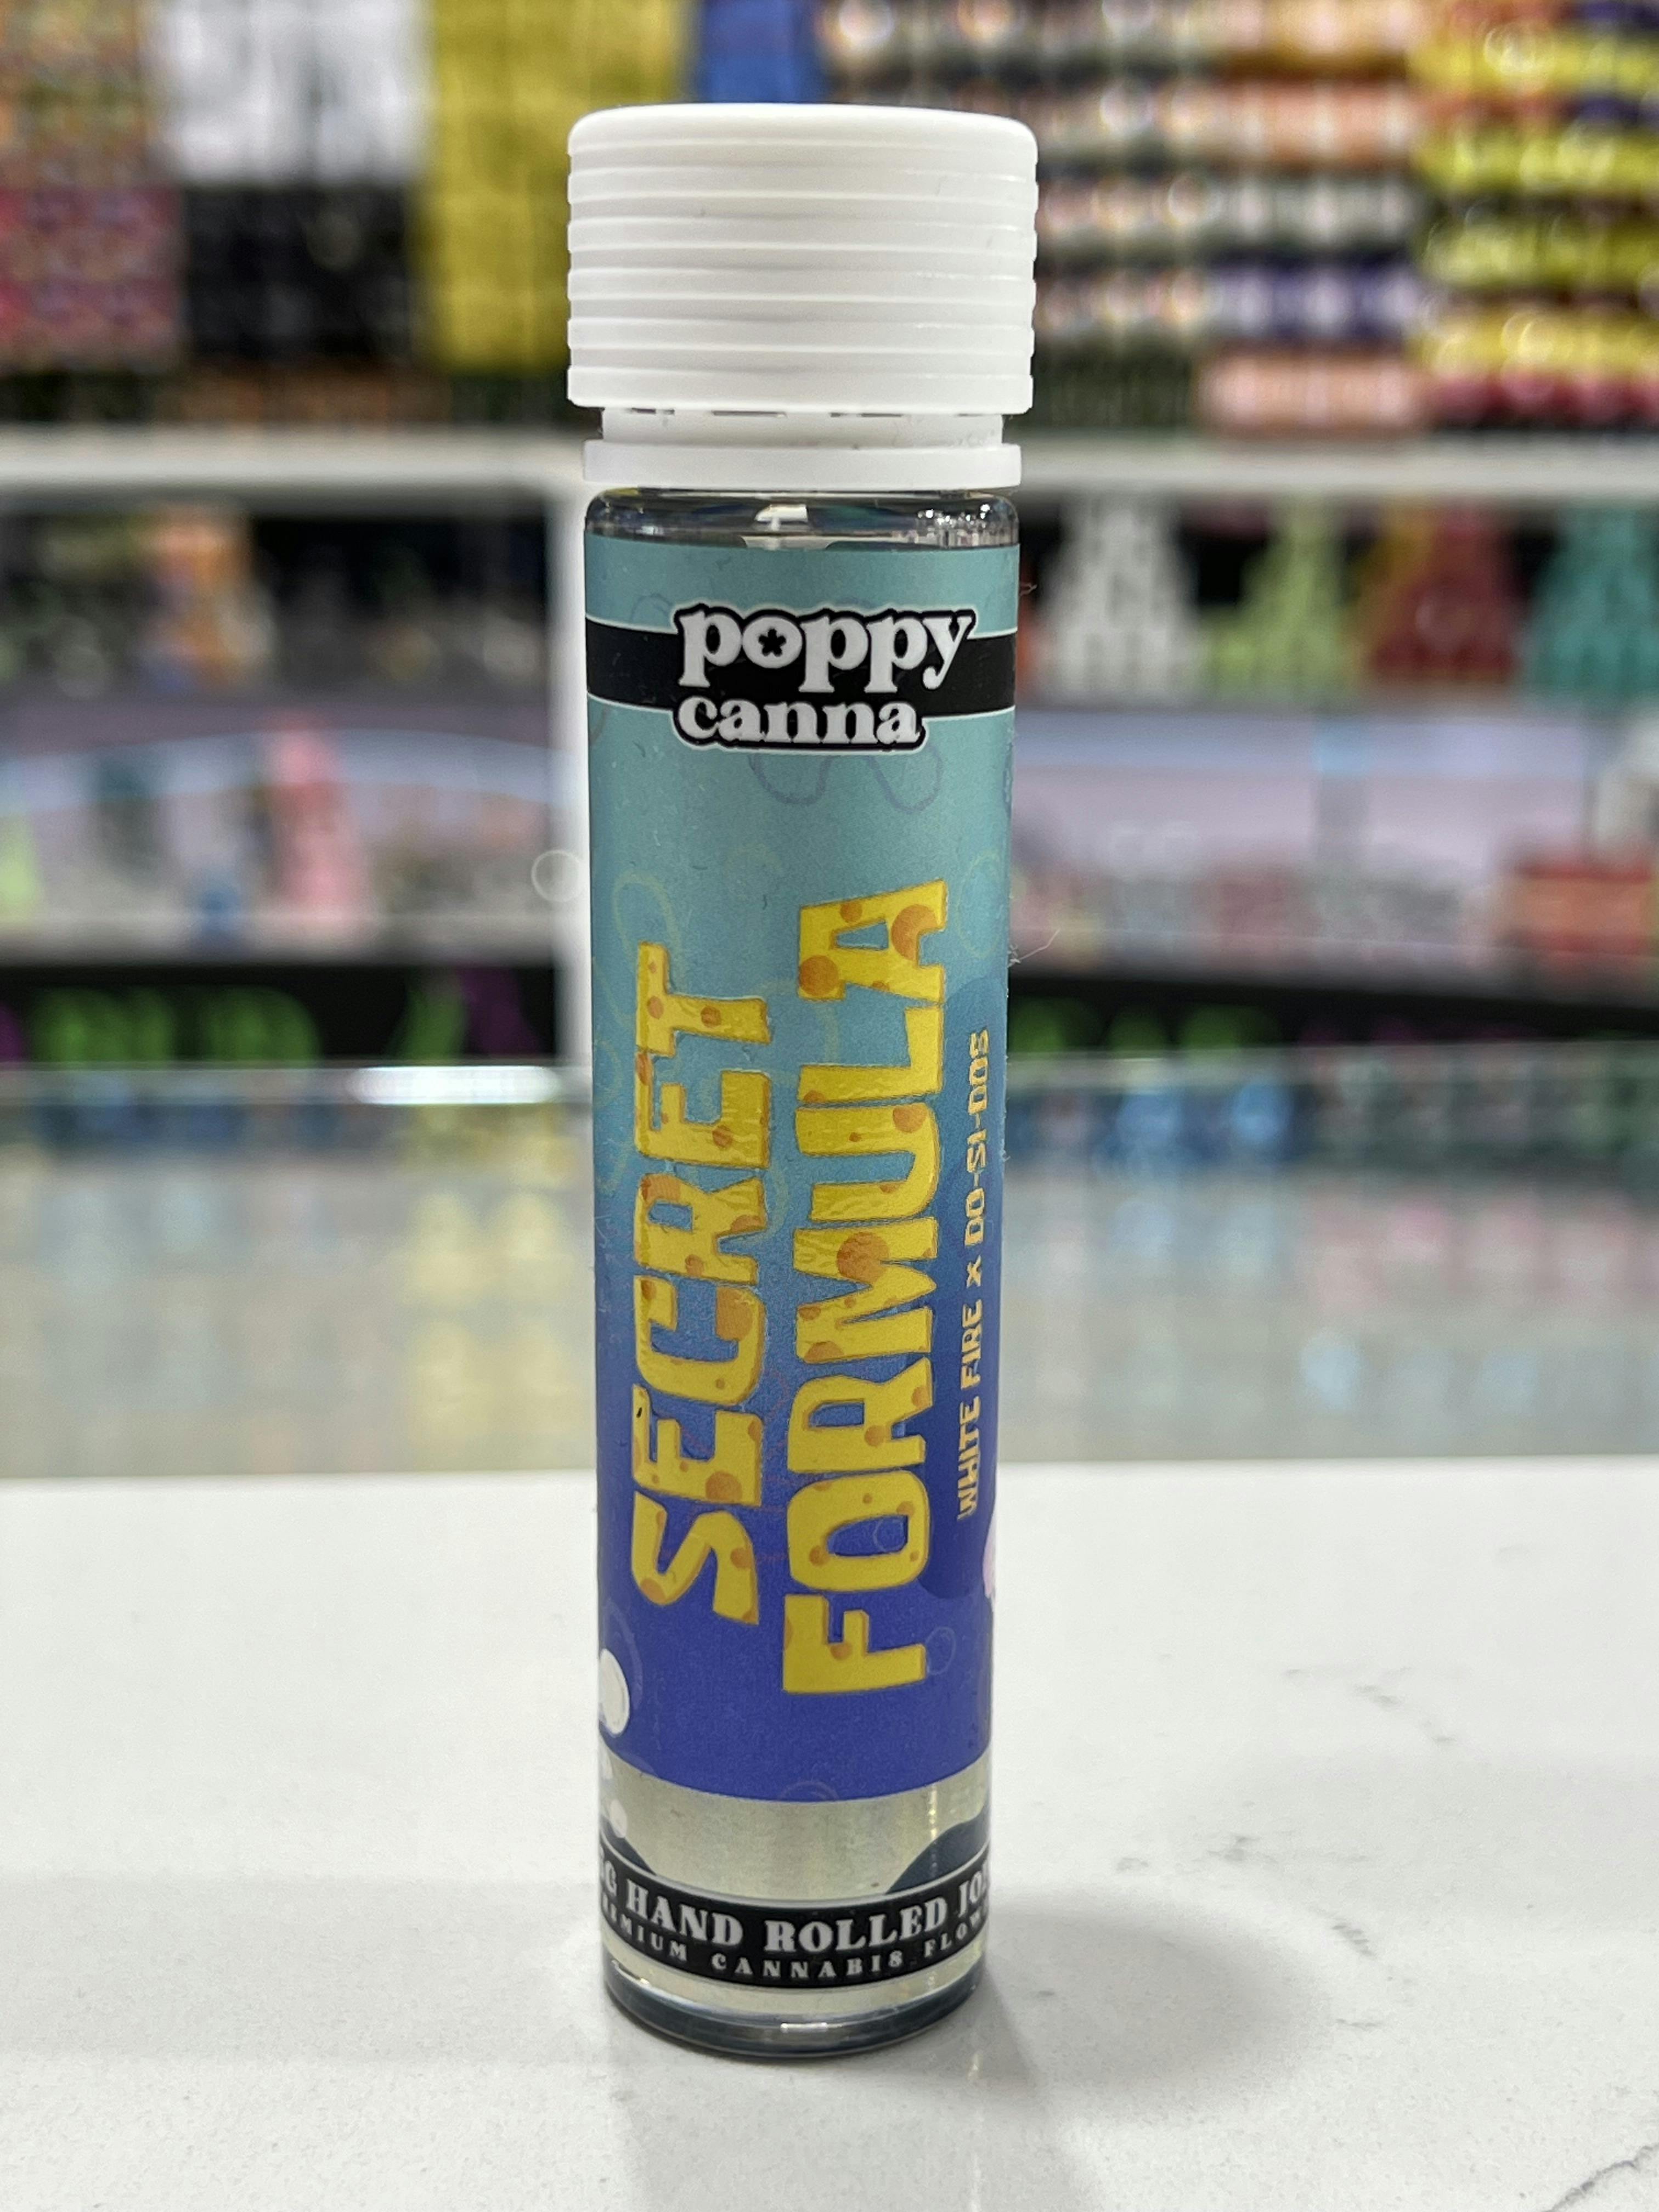 poppy
canna
SECRET
FORMULA
WHITE FIRE X DO-SI-DOS
HAND ROLLED
CANNABIS